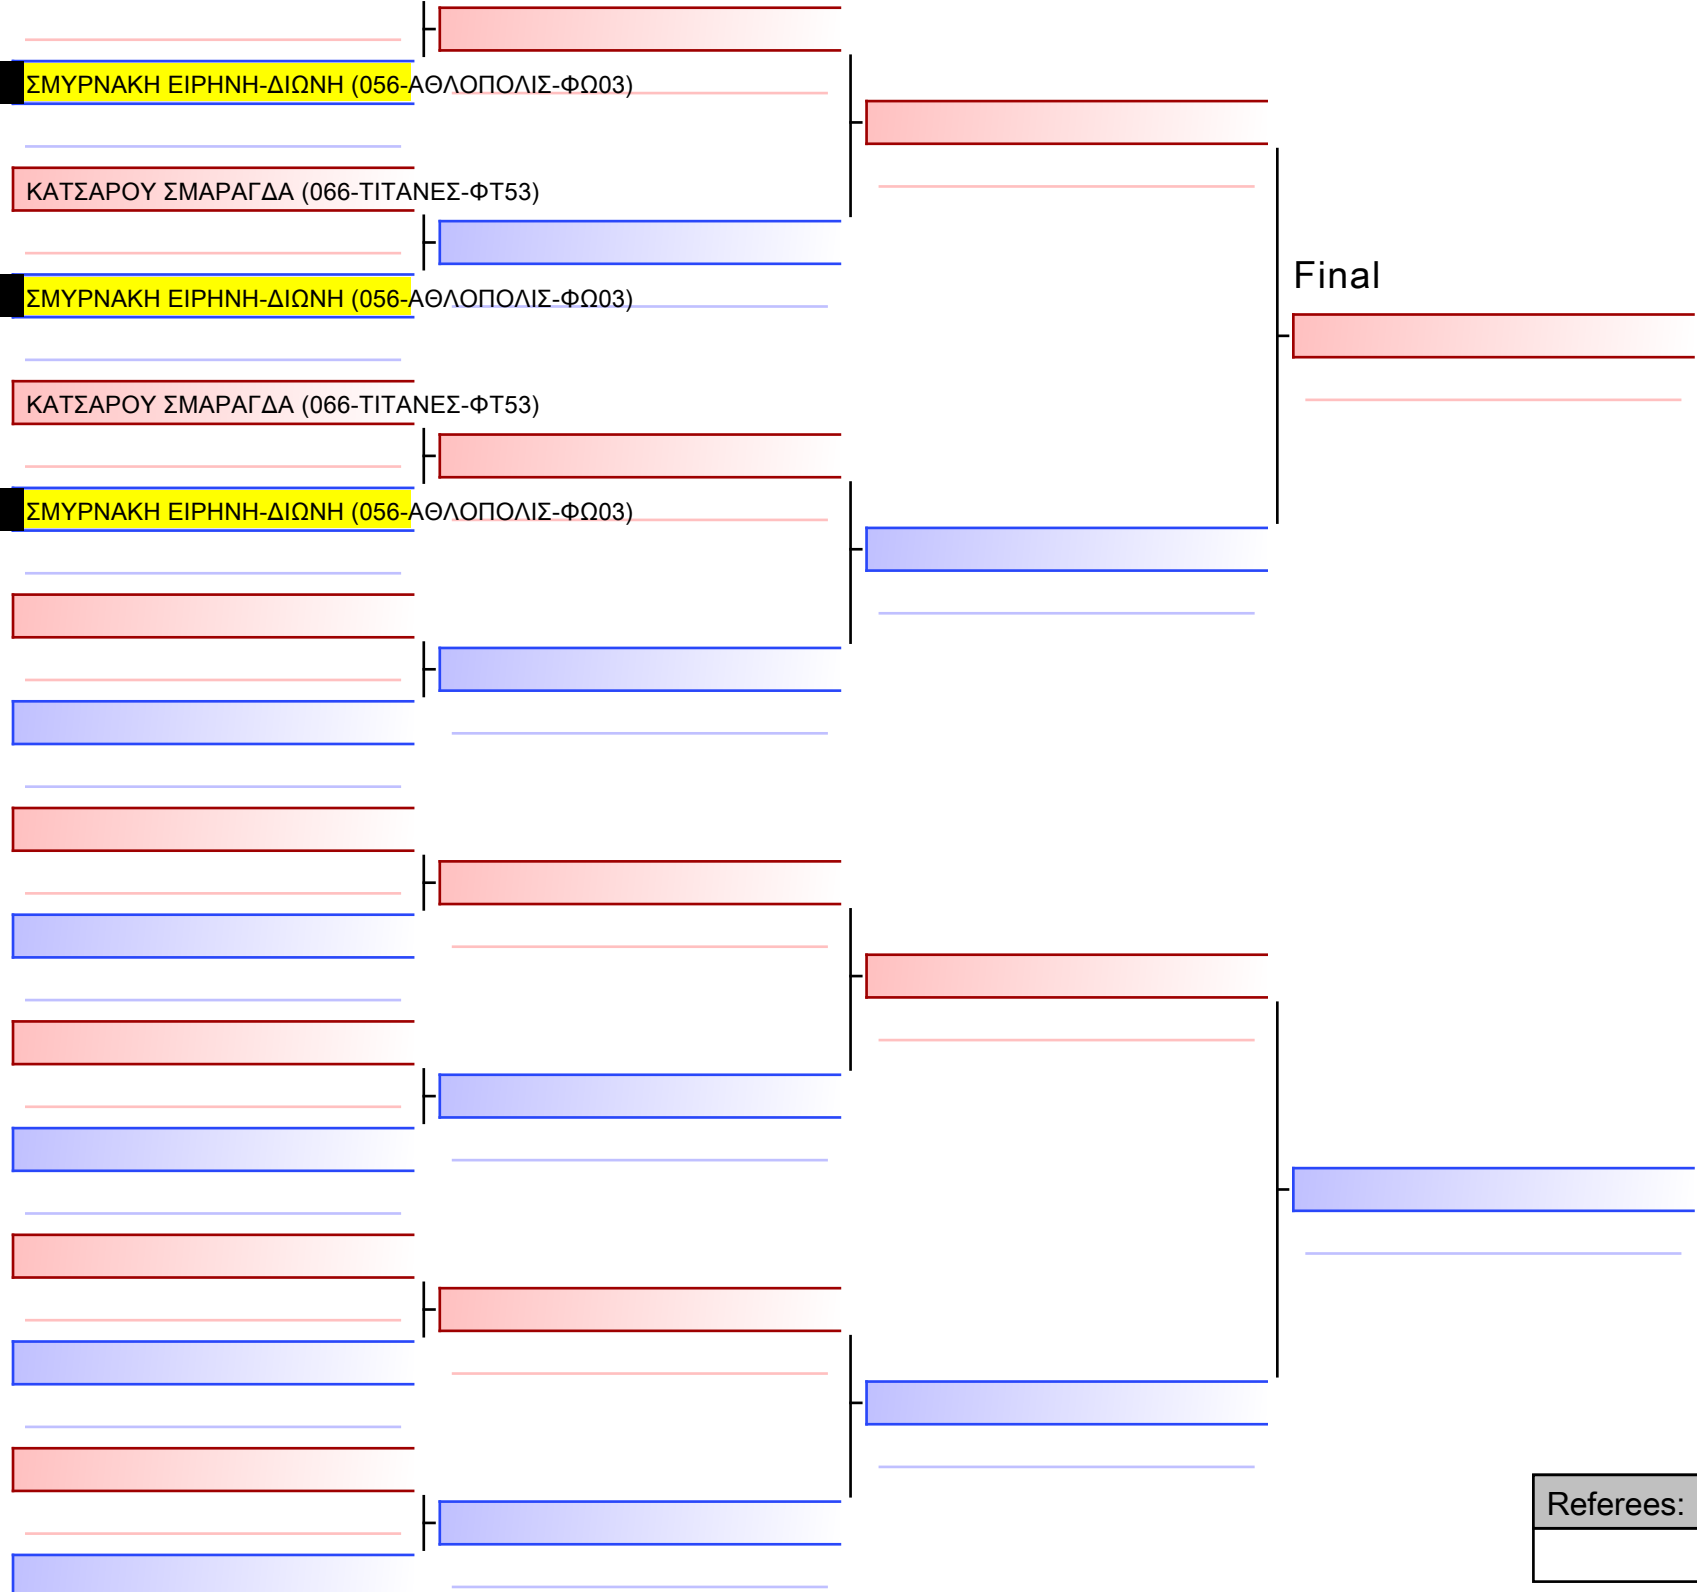 ΣΜΥΡΝΑΚΗ ΕΙΡΗΝΗ-ΔΙΩΝΗ (056-ΑΘΛΟΠΟΛΙΣ-ΦΩ03)
ΚΑΤΣΑΡΟΥ ΣΜΑΡΑΓΔΑ (066-ΤΙΤΑΝΕΣ-ΦΤ53)
Final
ΣΜΥΡΝΑΚΗ ΕΙΡΗΝΗ-ΔΙΩΝΗ (056-ΑΘΛΟΠΟΛΙΣ-ΦΩ03)
ΚΑΤΣΑΡΟΥ ΣΜΑΡΑΓΔΑ (066-ΤΙΤΑΝΕΣ-ΦΤ53)
ΣΜΥΡΝΑΚΗ ΕΙΡΗΝΗ-ΔΙΩΝΗ (056-ΑΘΛΟΠΟΛΙΣ-ΦΩ03)
Referees: